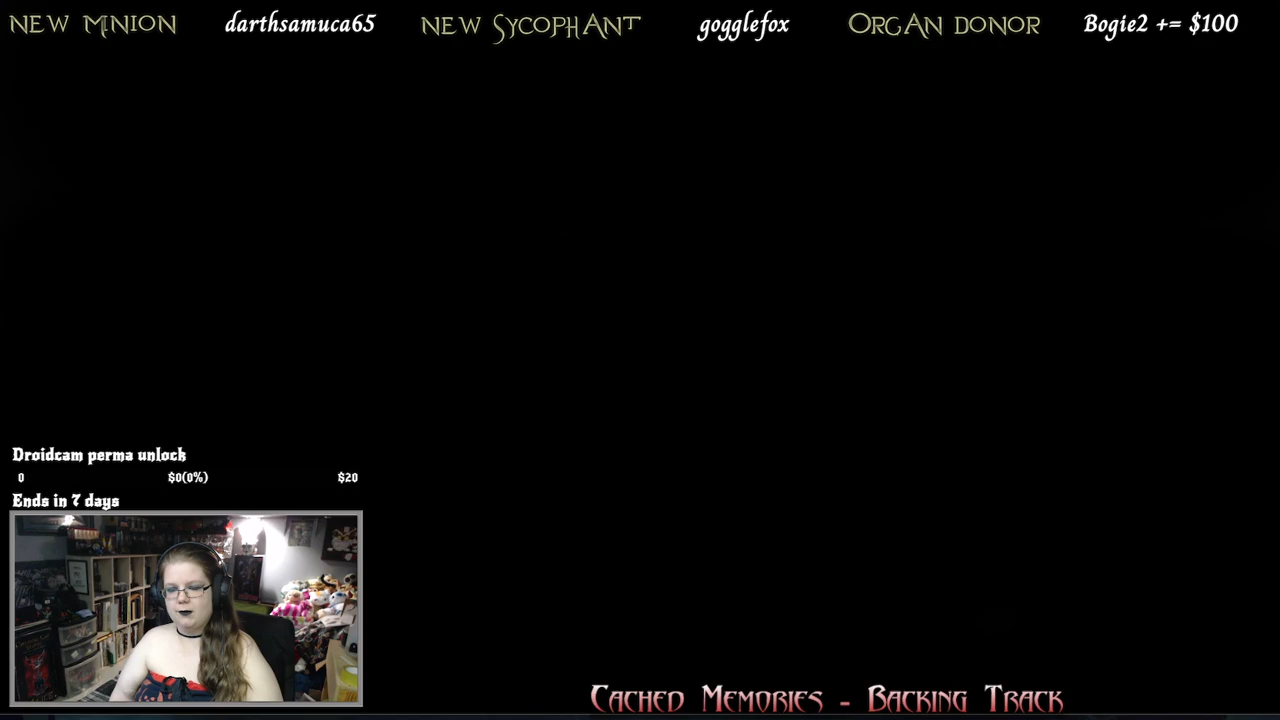 NEW MINION darthsamuca65 NEW SYCOPHANT gogglefox ORGAN DONOR Bogie2 += $100
Droidcam perma unlock
0 $0(0%) $20
Ends in 7 days
CACHED MEMORIES - BACKING TRACK